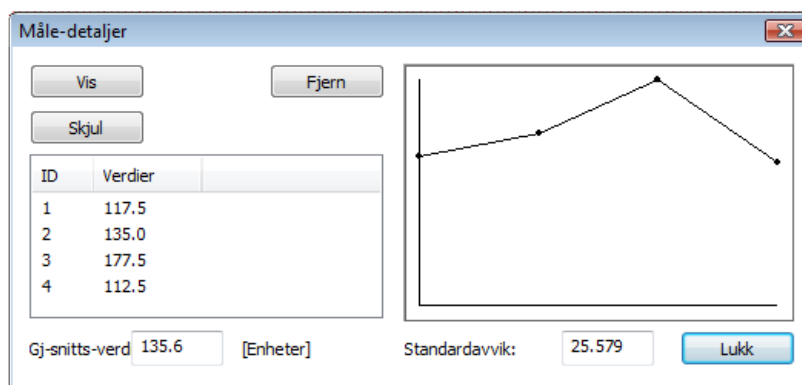 Måle-detaljer
Vis
Fjern
Skjul
ID Verdier
1 117.5
2 135.0
3 177.5
4 112.5
Gj-snitts-verd 135.6 [Enheter]
Standardavvik: 25.579
Lukk